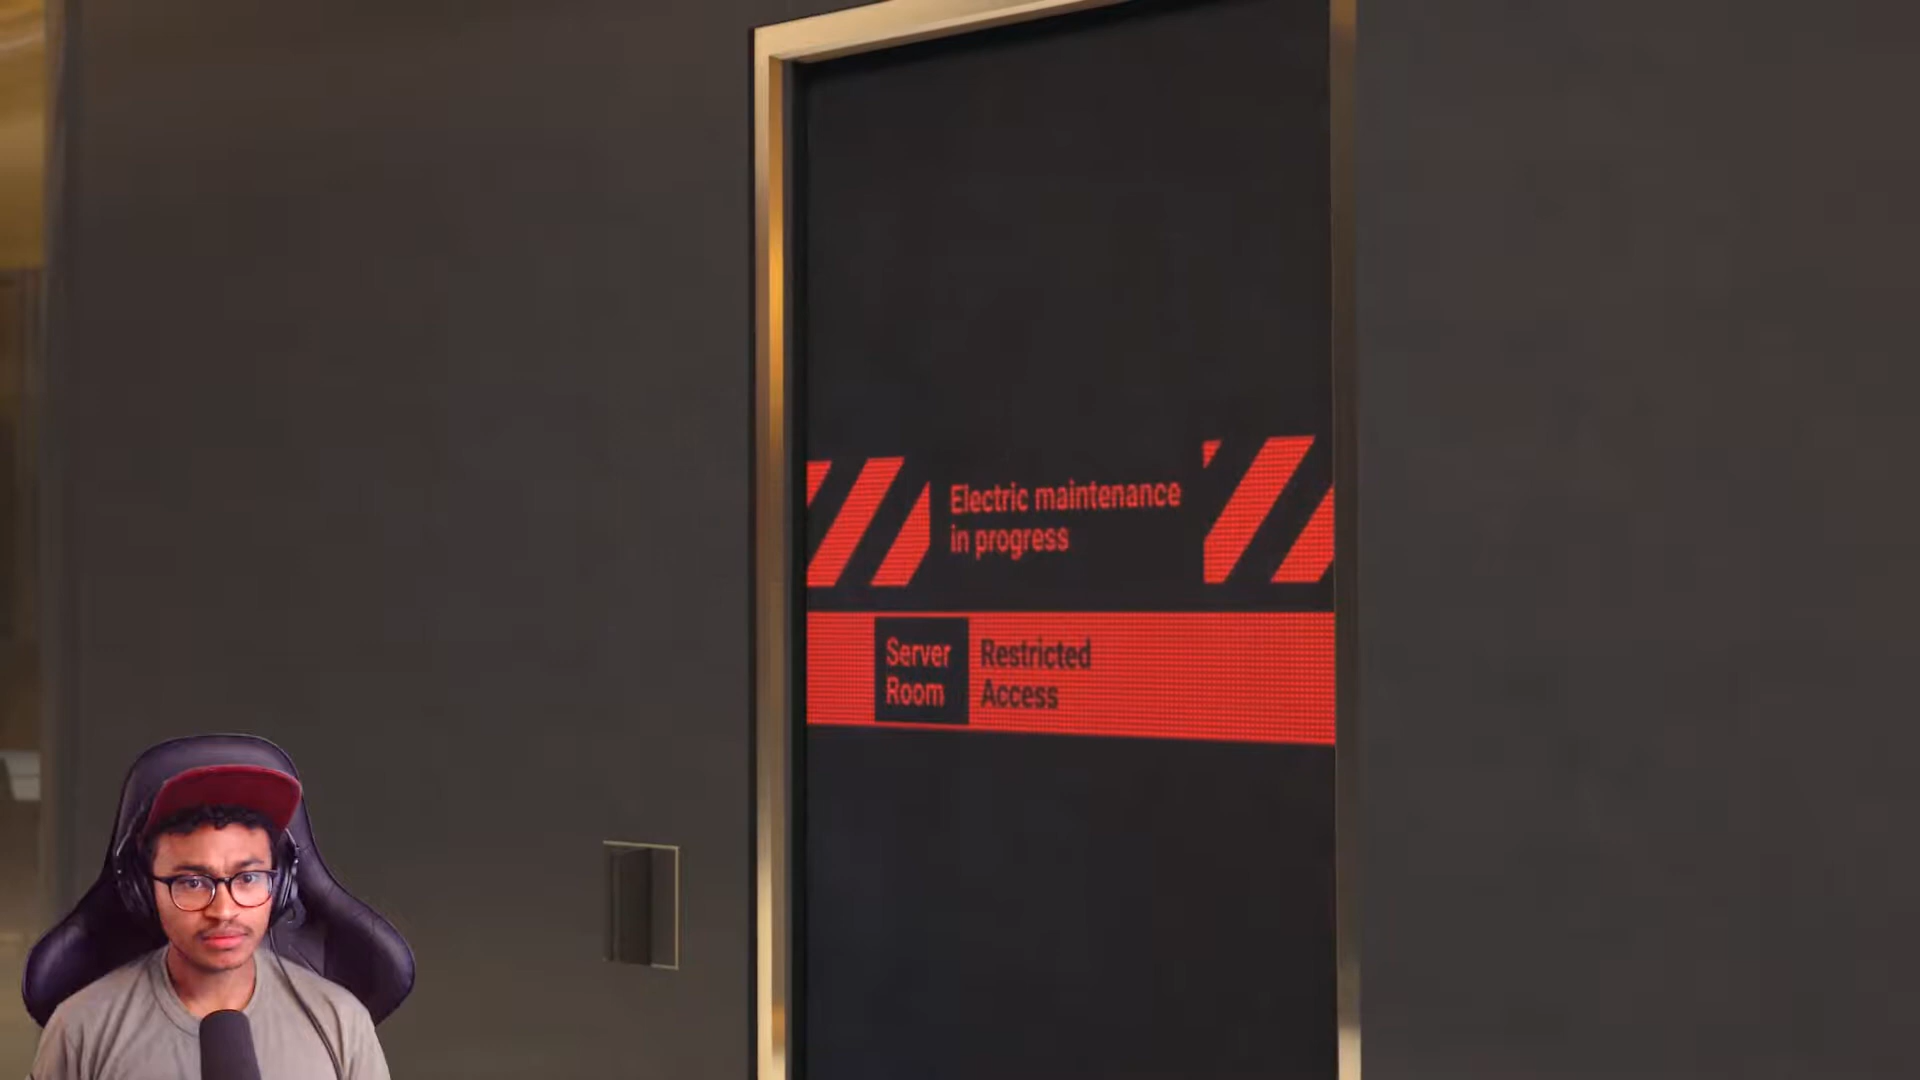 Electric maintenance
in progress
Server
Room
Restricted
Access